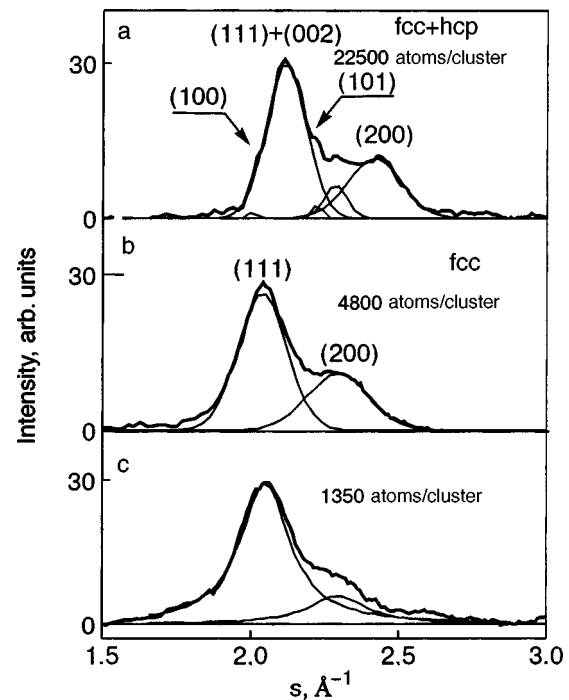 a
(111)+(002)
fcc+hcp
22500 atoms/cluster
30
(100)
(101)
(200)
0
b
fcc
(111)
30
4800 atoms/cluster
(200)
0
c
30
1350 atoms/cluster
0
1.5 2.0 2.5 3.0
s, Å⁻¹
Intensity, arb. units